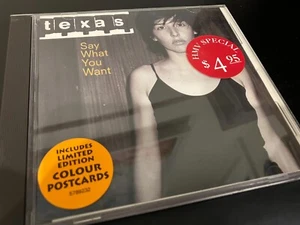 texas
Say
What
You
Want
HMV SPECIAL
$4.95
INCLUDES
LIMITED
EDITION
COLOUR
POSTCARDS